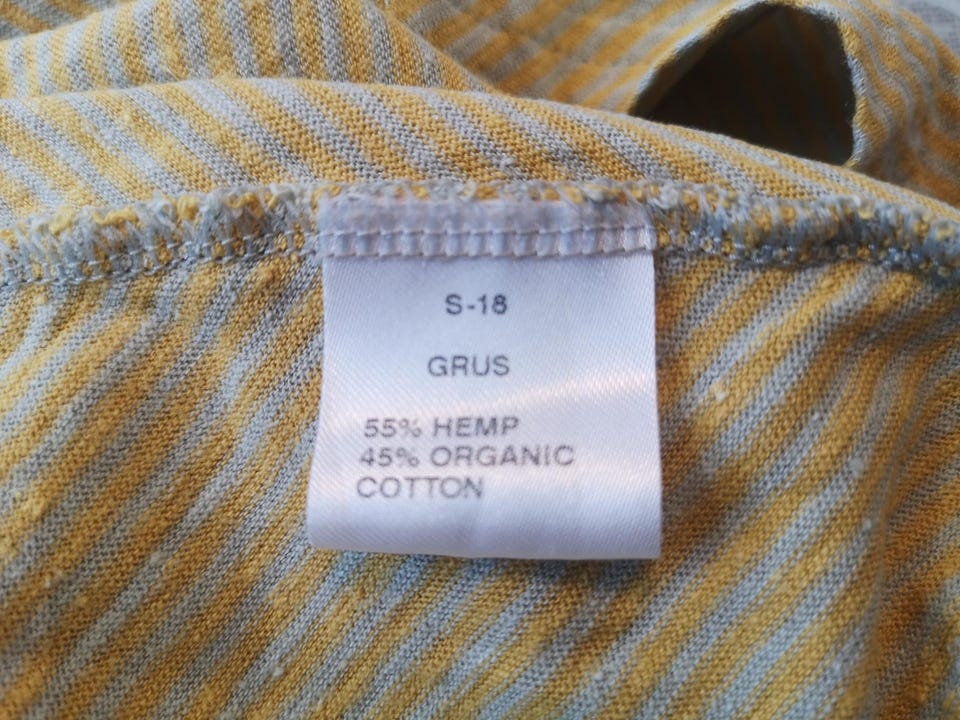 S-18
GRUS
55% HEMP
45% ORGANIC
COTTON